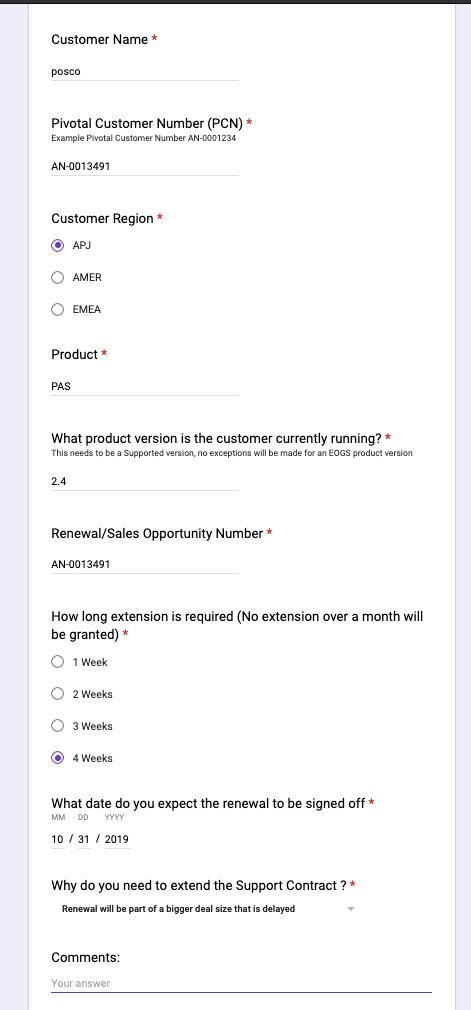 Customer Name *
posco
Pivotal Customer Number (PCN) *
Example Pivotal Customer Number AN-0001234
AN-0013491
Customer Region *
APJ
AMER
EMEA
Product *
PAS
What product version is the customer currently running? *
This needs to be a Supported version, no exceptions will be made for an EOGS product version
2.4
Renewal/Sales Opportunity Number *
AN-0013491
How long extension is required (No extension over a month will
be granted) *
1 Week
2 Weeks
3 Weeks
4 Weeks
What date do you expect the renewal to be signed off *
MM DD YYYY
10 / 31 / 2019
Why do you need to extend the Support Contract ? *
Renewal will be part of a bigger deal size that is delayed
Comments:
Your answer